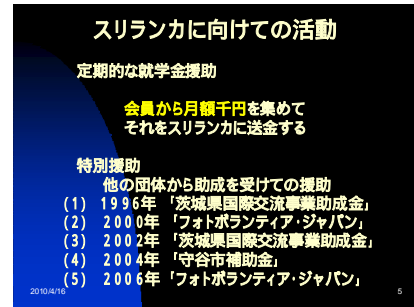 スリランカに向けての活動
定期的な就学金援助
会員から月額千円を集めて
それをスリランカに送金する
特別援助
他の団体から助成を受けての援助
(1) 1996年 「茨城県国際交流事業助成金」
(2) 2000年 「フォトボランティア・ジャパン」
(3) 2002年 「茨城県国際交流事業助成金」
(4) 2004年 「守谷市補助金」
(5) 2006年 「フォトボランティア・ジャパン」
2010/4/16
5